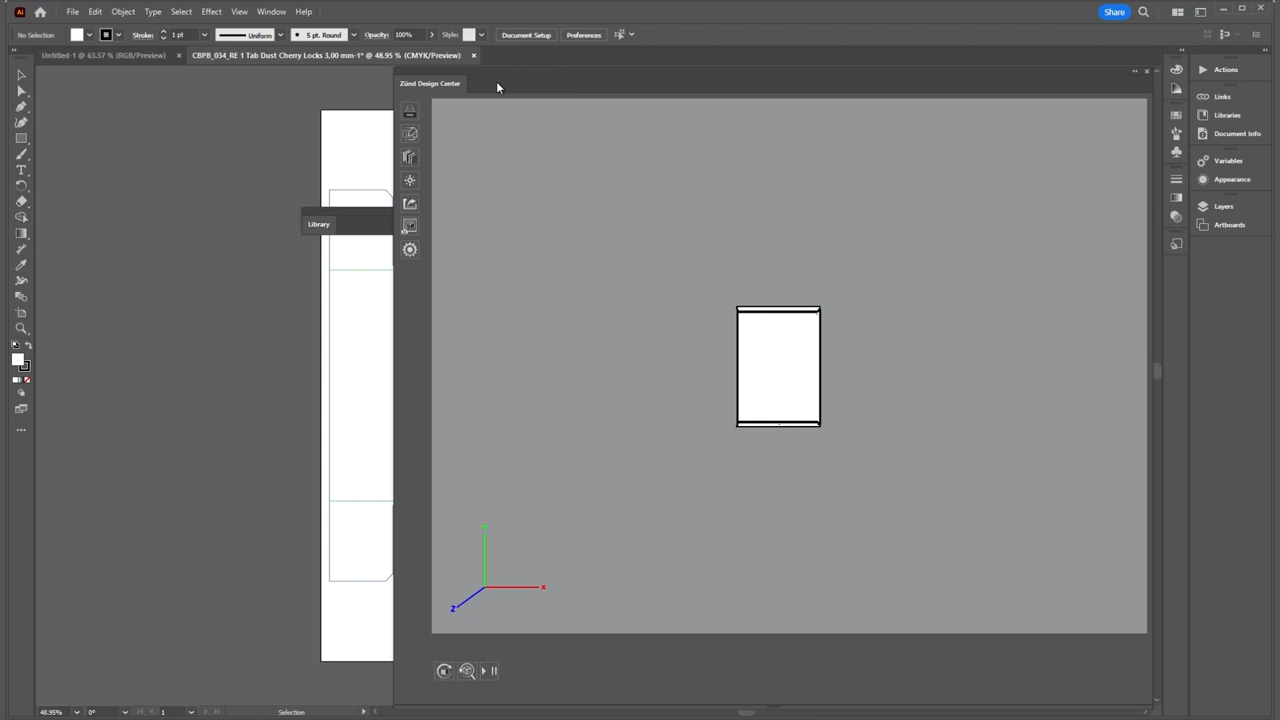 Ai File Edit Object Type Select Effect View Window Help Share
No Selection Stroke: 1 pt Uniform 5 pt. Round Opacity: 100% Style: Document Setup Preferences
Untitled-1 @ 63.57 % (RGB/Preview) × CBPB_034_RE 1 Tab Dust Cherry Locks 3,00 mm-1* @ 48.95 % (CMYK/Preview) ×
Zünd Design Center
Actions
Links
Libraries
Document Info
Variables
Appearance
Layers
Artboards
Library
Y
X
Z
48.95% 0° 1 Selection